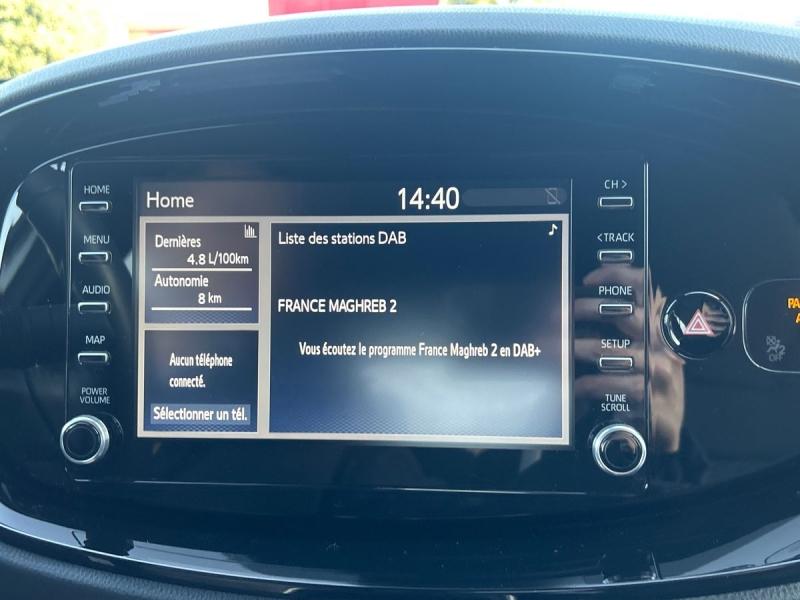 HOME
MENU
AUDIO
MAP
POWER
VOLUME
Home
14:40
Dernières
4.8 L/100km
Autonomie
8 km
Aucun téléphone
connecté.
Sélectionner un tél.
Liste des stations DAB
FRANCE MAGHREB 2
Vous écoutez le programme France Maghreb 2 en DAB+
CH >
< TRACK
PHONE
SETUP
TUNE
SCROLL